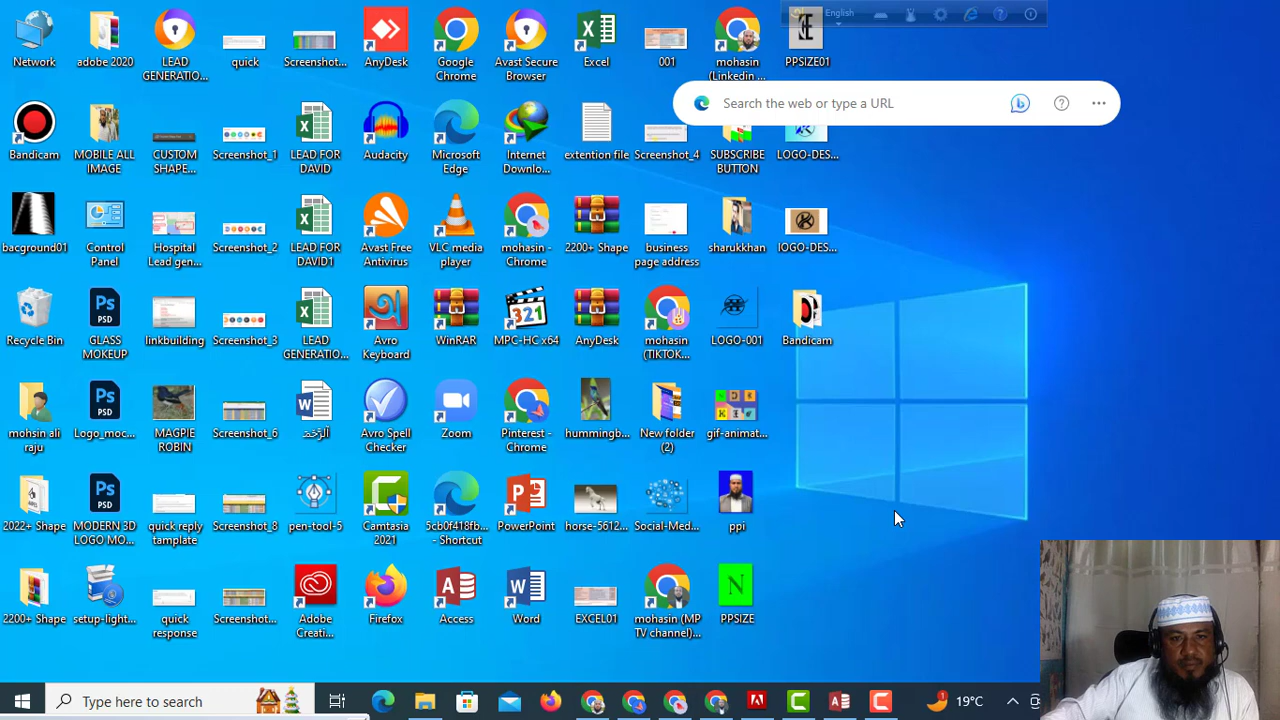 English
Search the web or type a URL
Network
adobe 2020
LEAD
GENERATIO...
quick
Screenshot...
AnyDesk
Google
Chrome
Avast Secure
Browser
Excel
001
mohasin
(Linkedin ...
PPSIZE01
Bandicam
MOBILE ALL
IMAGE
CUSTOM
SHAPE...
Screenshot_1
LEAD FOR
DAVID
Audacity
Microsoft
Edge
Internet
Downlo...
extention file
Screenshot_4
SUBSCRIBE
BUTTON
LOGO-DES...
bacground01
Control
Panel
Hospital
Lead gen...
Screenshot_2
LEAD FOR
DAVID1
Avast Free
Antivirus
VLC media
player
mohasin -
Chrome
2200+ Shape
business
page address
sharukkhan
lOGO-DES...
Recycle Bin
GLASS
MOKEUP
linkbuilding
Screenshot_3
LEAD
GENERATIO...
Avro
Keyboard
WinRAR
MPC-HC x64
AnyDesk
mohasin
(TIKTOK...
LOGO-001
Bandicam
mohsin ali
raju
Logo_moc...
MAGPIE
ROBIN
Screenshot_6
Avro Spell
Checker
Zoom
Pinterest -
Chrome
hummingb...
New folder
(2)
gif-animat...
2022+ Shape
MODERN 3D
LOGO MO...
quick reply
tamplate
Screenshot_8
pen-tool-5
Camtasia
2021
5cb0f418fb...
- Shortcut
PowerPoint
horse-5612...
Social-Med...
ppi
2200+ Shape
setup-light...
quick
response
Screenshot...
Adobe
Creati...
Firefox
Access
Word
EXCEL01
mohasin (MP
TV channel)...
PPSIZE
Type here to search
19°C